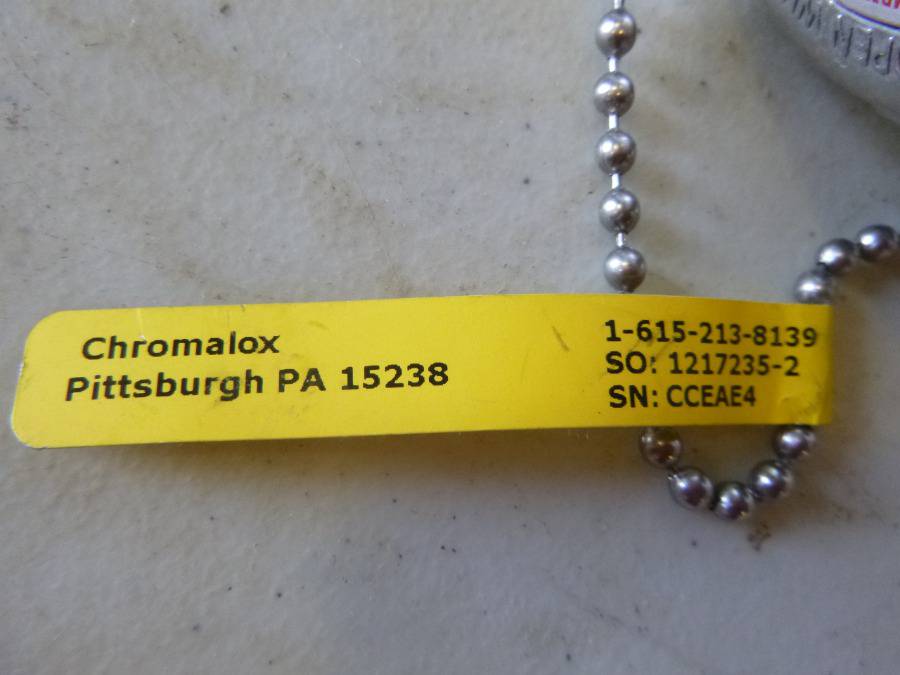 Chromalox
Pittsburgh PA 15238
1-615-213-8139
SO: 1217235-2
SN: CCEAE4